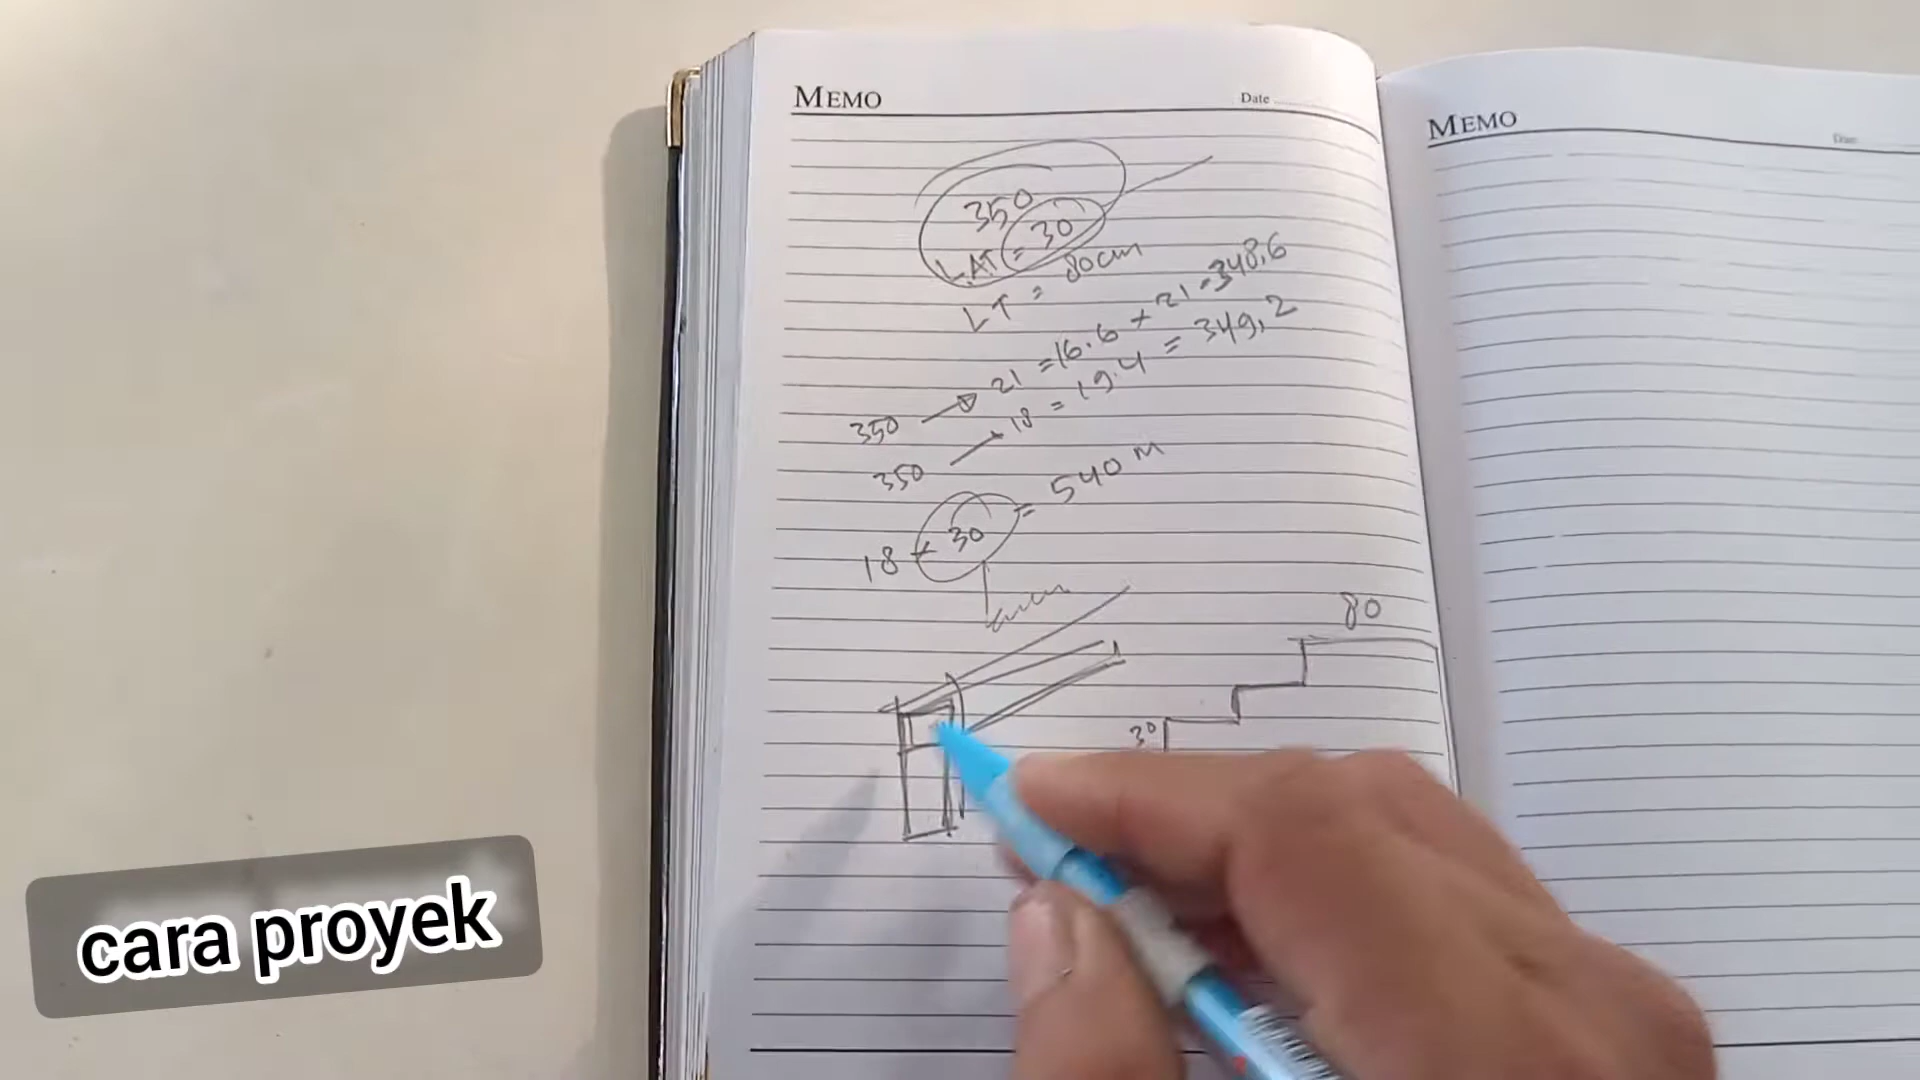 MEMO
Date
350
LAT = 30
LT = 80cm
350 → 21 = 16.6 × 21 = 348,6
350 → 18 = 19.4 = 349,2
18 × 30 = 540 M
80
30
MEMO
Date
cara proyek